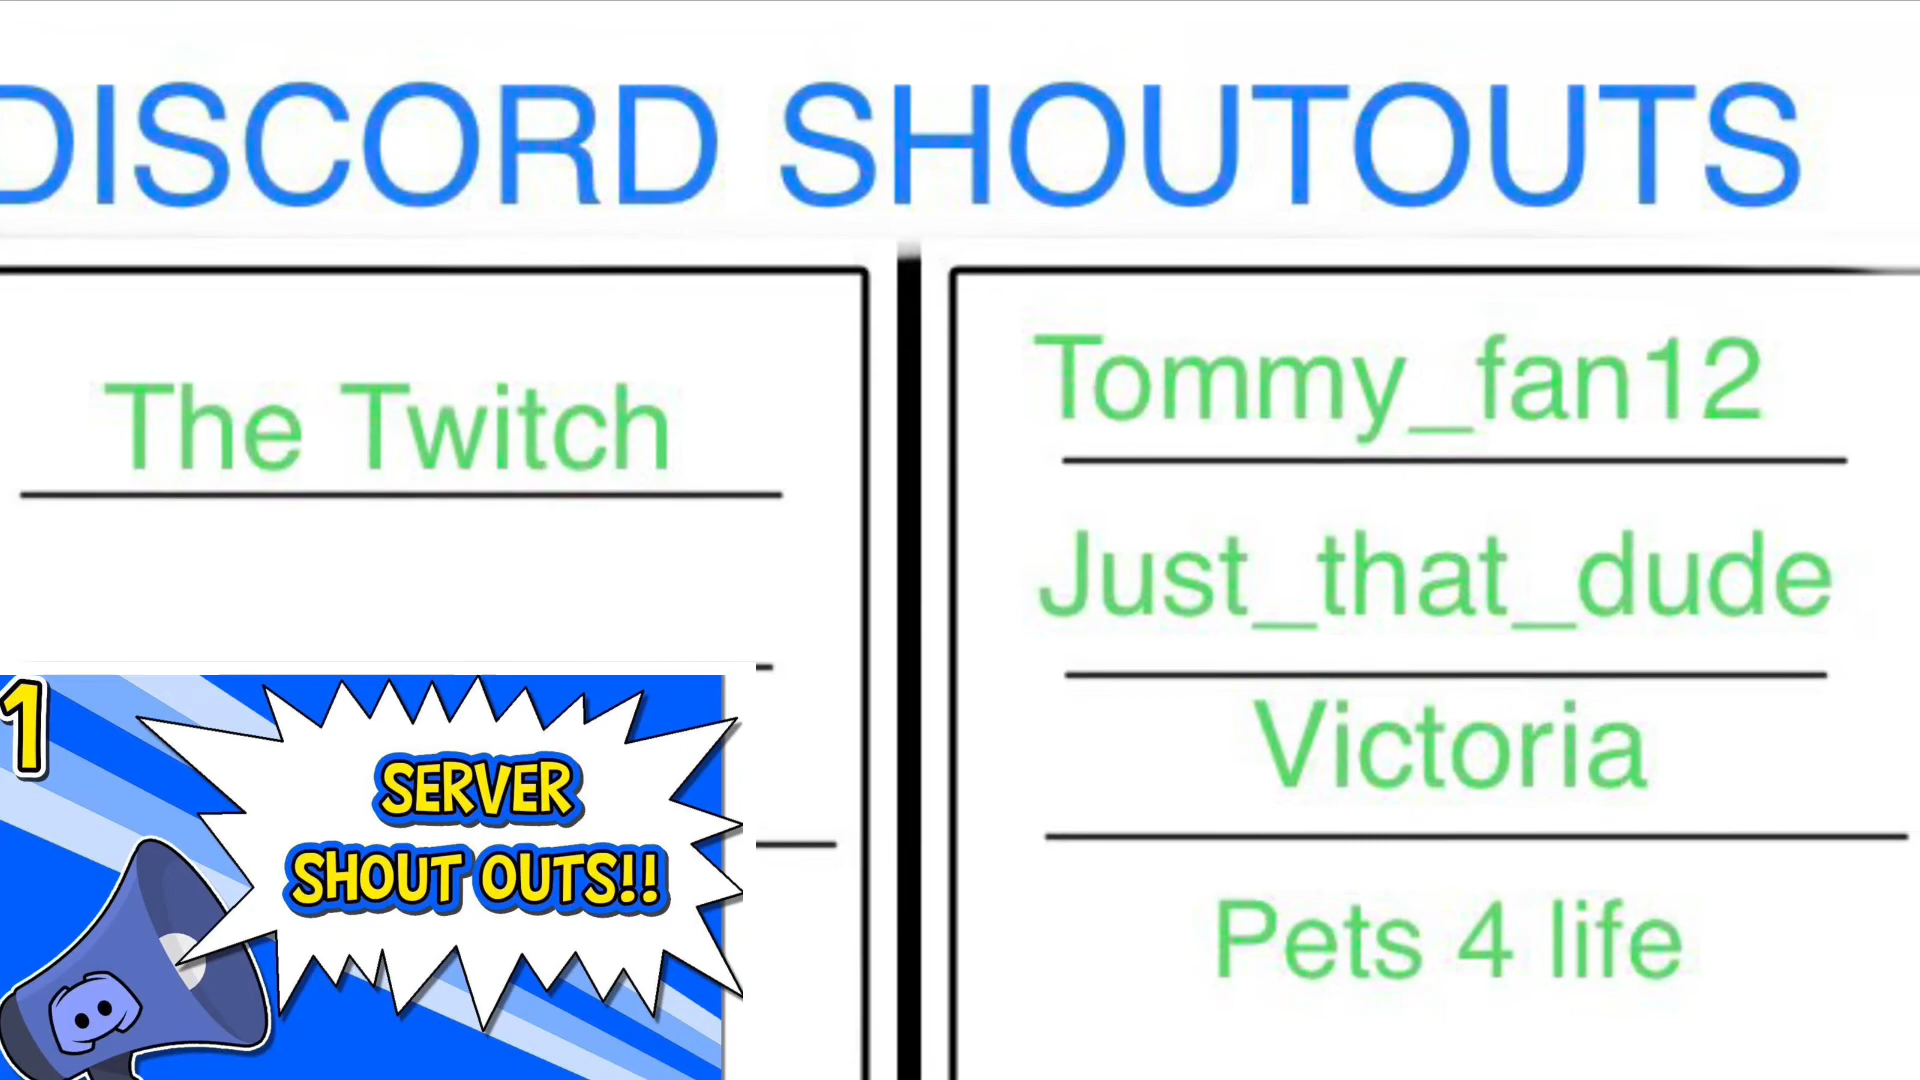 DISCORD SHOUTOUTS
The Twitch
Tommy_fan12
Just_that_dude
Victoria
Pets 4 life
1
SERVER
SHOUT OUTS!!